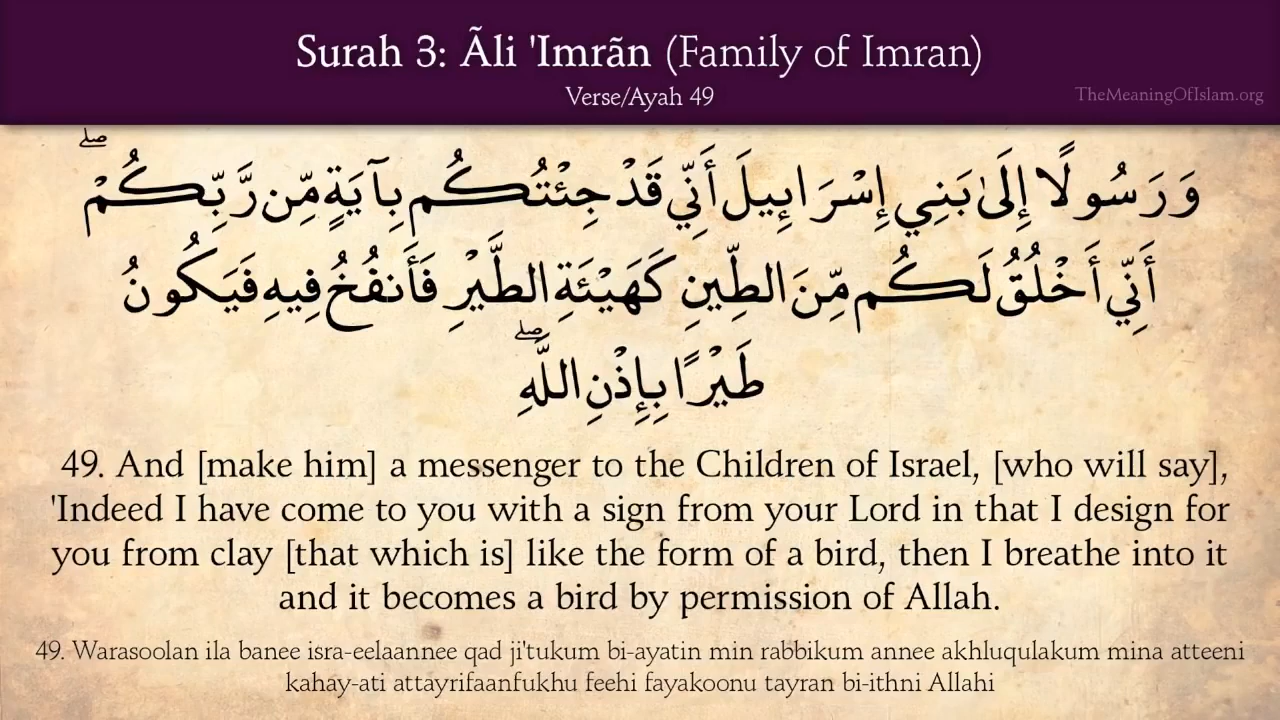 Surah 3: Ãli 'Imrãn (Family of Imran)
Verse/Ayah 49
TheMeaningOfIslam.org
وَرَسُولًا إِلَىٰ بَنِي إِسْرَائِيلَ أَنِّي قَدْ جِئْتُكُم بِآيَةٍ مِّن رَّبِّكُمْ ۖ
أَنِّي أَخْلُقُ لَكُم مِّنَ الطِّينِ كَهَيْئَةِ الطَّيْرِ فَأَنفُخُ فِيهِ فَيَكُونُ
طَيْرًا بِإِذْنِ اللَّهِ ۖ
49. And [make him] a messenger to the Children of Israel, [who will say],
'Indeed I have come to you with a sign from your Lord in that I design for
you from clay [that which is] like the form of a bird, then I breathe into it
and it becomes a bird by permission of Allah.
49. Warasoolan ila banee isra-eelaannee qad ji'tukum bi-ayatin min rabbikum annee akhluqulakum mina atteeni
kahay-ati attayrifaanfukhu feehi fayakoonu tayran bi-ithni Allahi